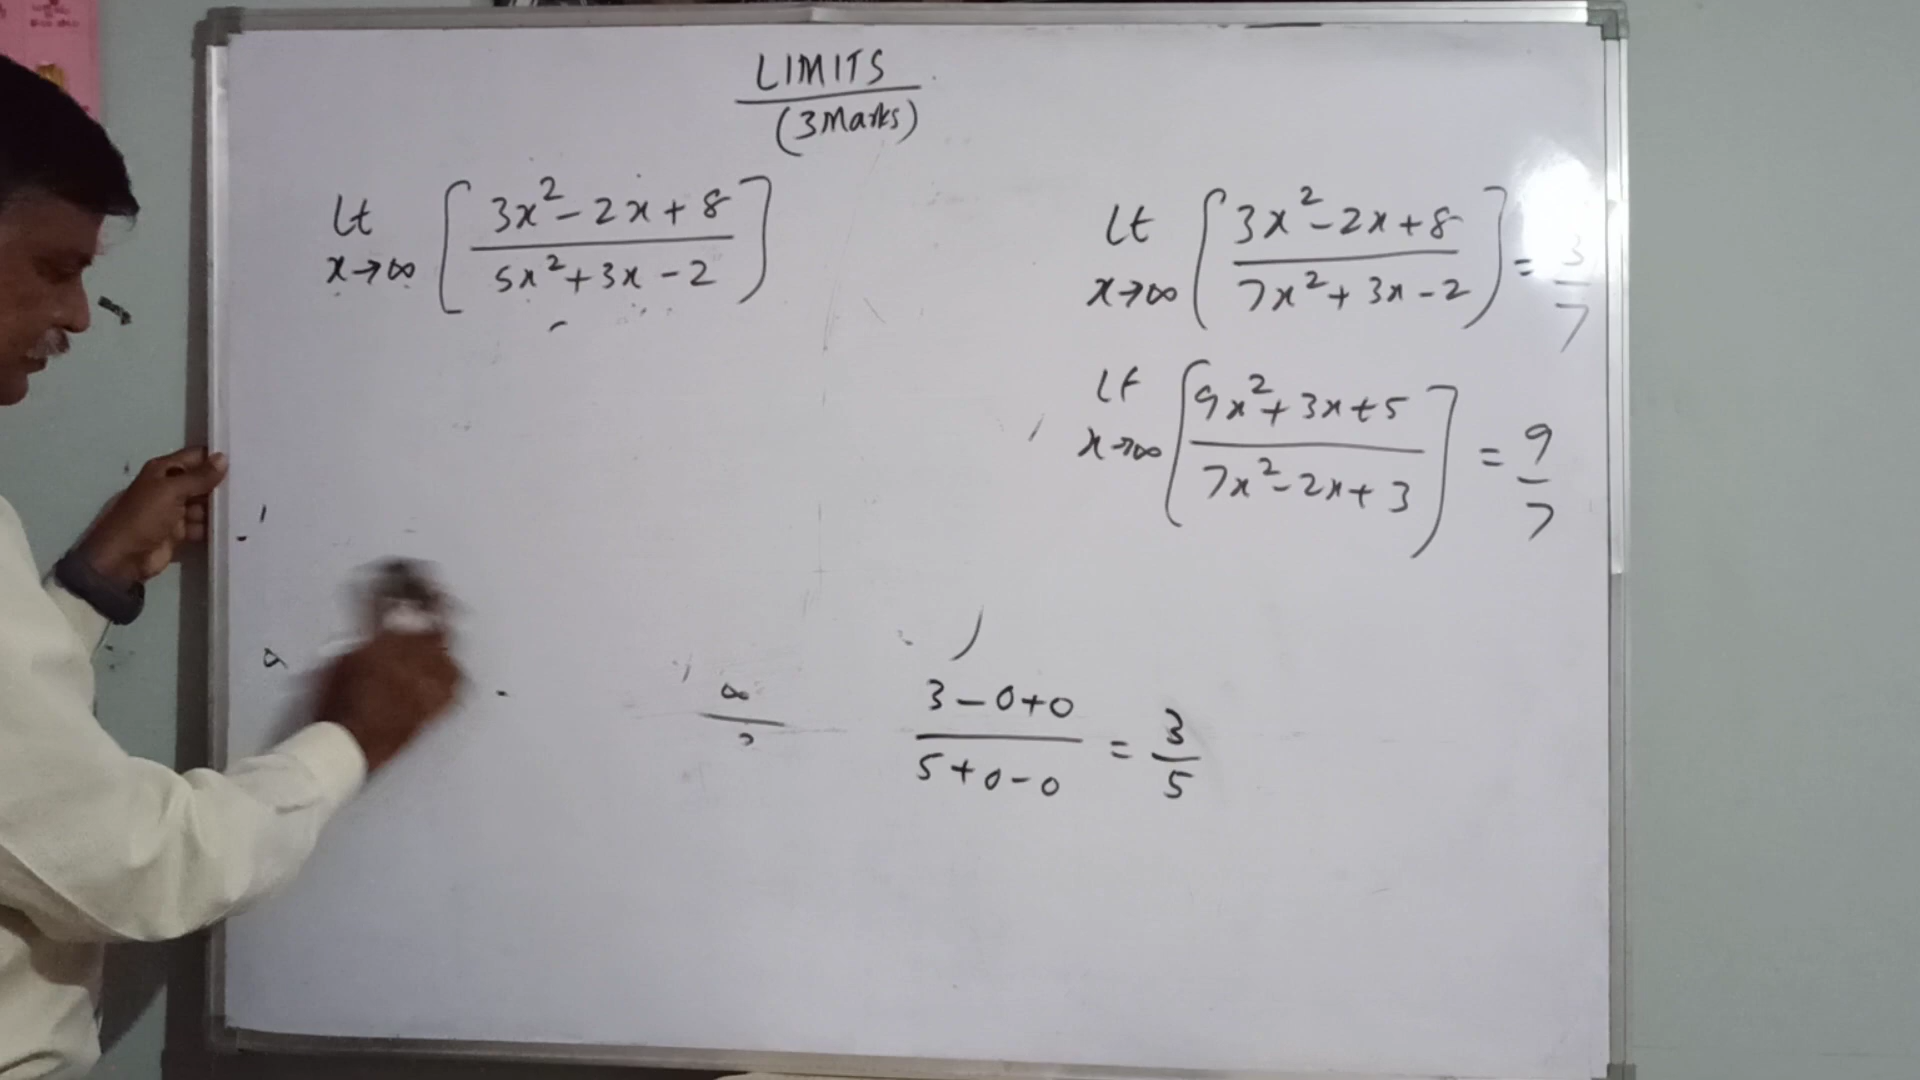 LIMITS
(3 Marks)
Lt x→∞ [ (3x² - 2x + 8) / (5x² + 3x - 2) ]
Lt x→∞ [ (3x² - 2x + 8) / (7x² + 3x - 2) ] = 3/7
Lt x→∞ [ (9x² + 3x + 5) / (7x² - 2x + 3) ] = 9/7
(3 - 0 + 0) / (5 + 0 - 0) = 3/5